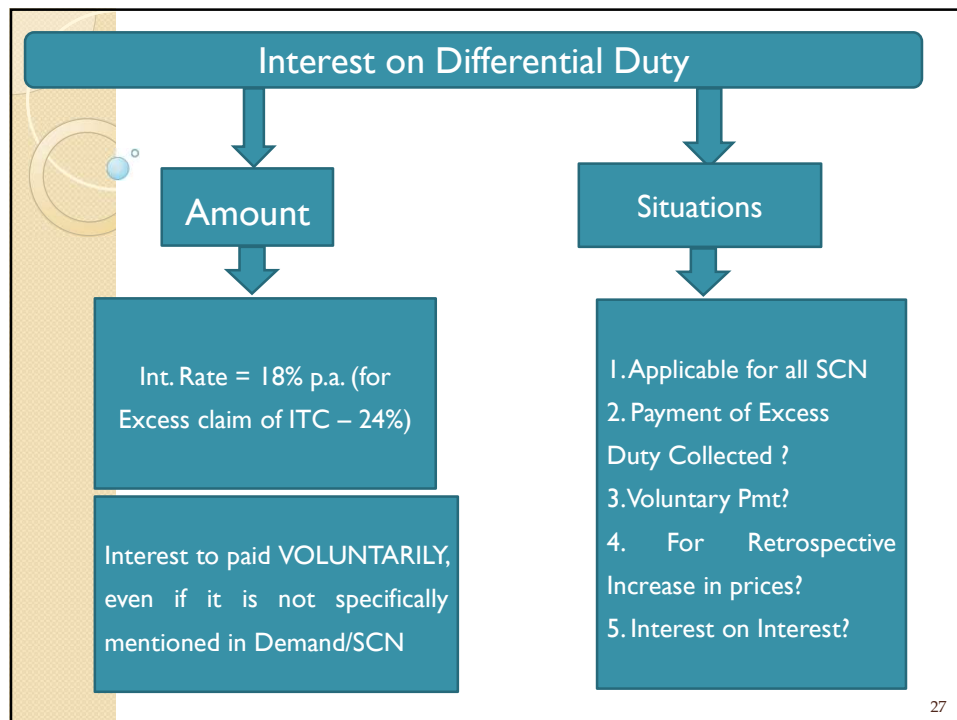 Interest on Differential Duty
Amount
Int. Rate = 18% p.a. (for
Excess claim of ITC – 24%)
Interest to paid VOLUNTARILY,
even if it is not specifically
mentioned in Demand/SCN
Situations
1. Applicable for all SCN
2. Payment of Excess
Duty Collected ?
3. Voluntary Pmt?
4. For Retrospective
Increase in prices?
5. Interest on Interest?
27